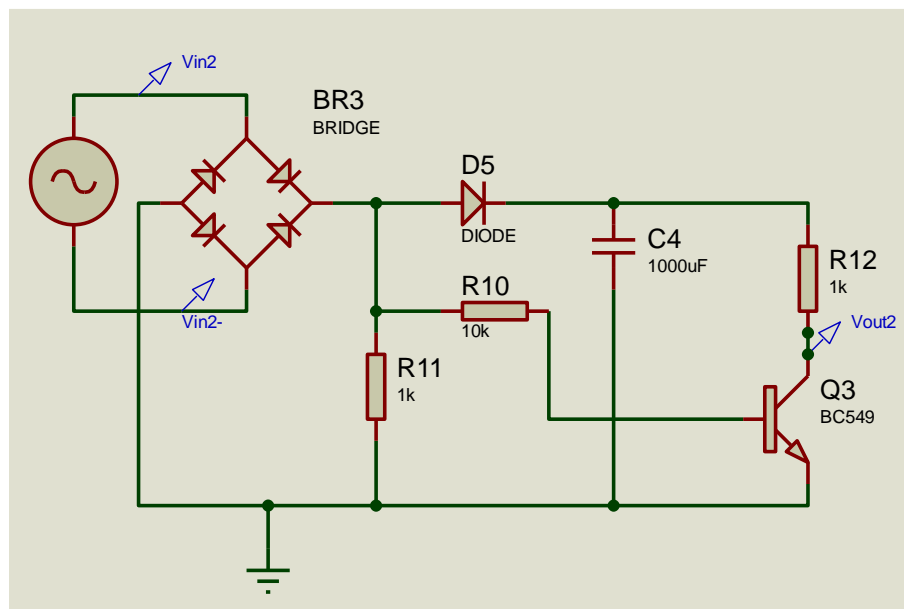 Vin2
BR3
BRIDGE
D5
DIODE
C4
1000uF
R12
1k
R10
10k
Vin2-
Vout2
R11
1k
Q3
BC549